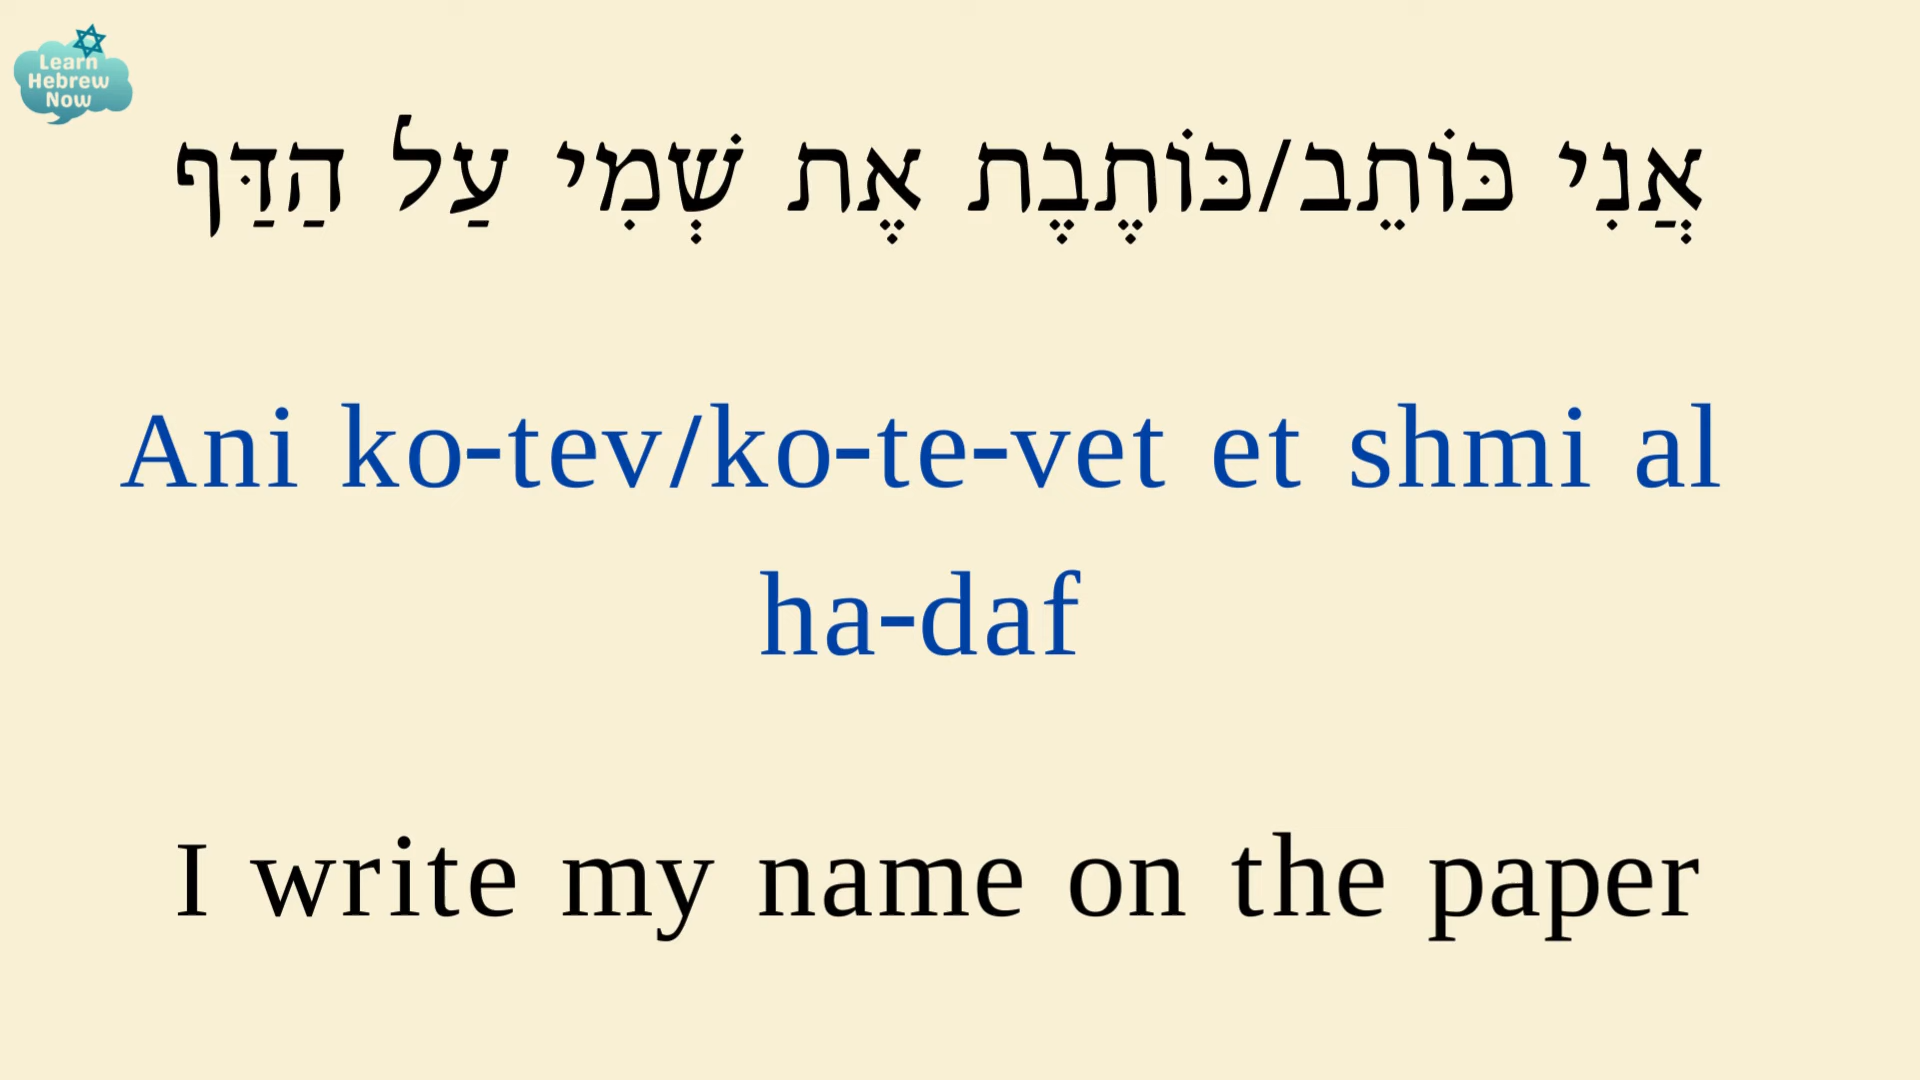 Learn
Hebrew
Now
אֲנִי כּוֹתֵב/כּוֹתֶבֶת אֶת שְׁמִי עַל הַדַּף
Ani ko-tev/ko-te-vet et shmi al
ha-daf
I write my name on the paper